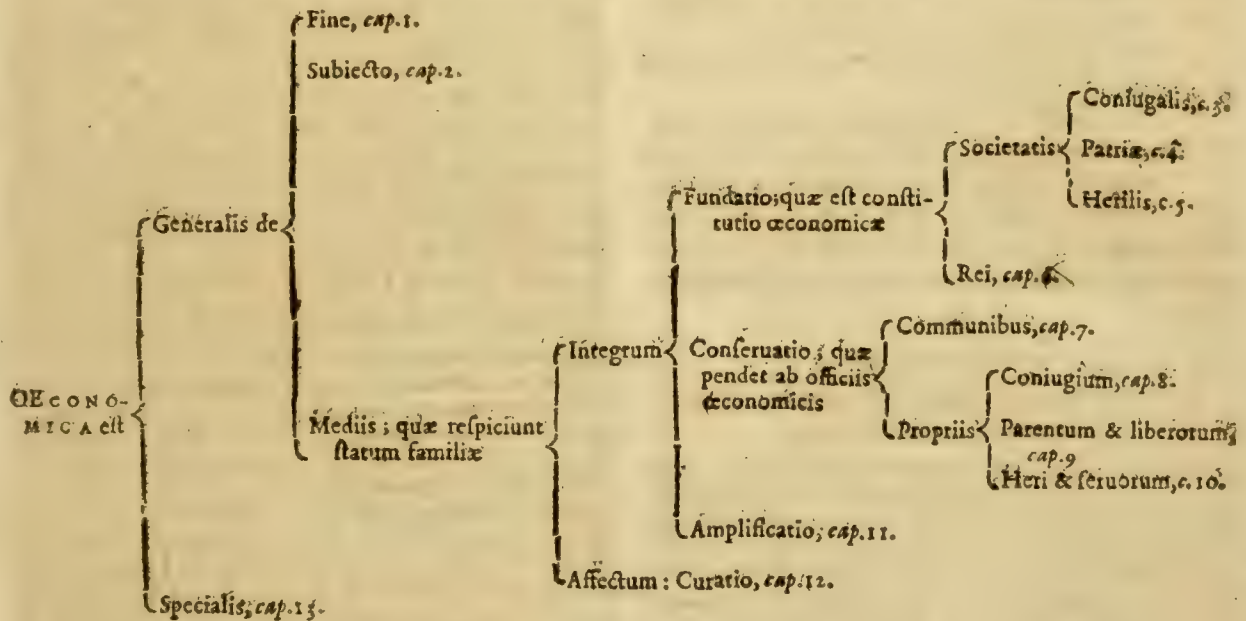 OECONO-
MICA eſt
Generalis de
Fine, cap.1.
Subiecto, cap.2.
Mediis ; quæ reſpiciunt
ſtatum familiæ
Integrum
Fundatio; quæ eſt conſti-
tutio œconomicæ
Societatis
Coniugalis, c.3.
Patriæ, c.4.
Herilis, c.5.
Rei, cap.6.
Conſeruatio ; quæ
pendet ab officiis
œconomicis
Communibus, cap.7.
Propriis
Coniugium, cap.8.
Parentum & liberorum,
cap.9
Heri & ſeruorum, c.10.
Amplificatio, cap.11.
Affectum : Curatio, cap.12.
Specialis, cap.13.